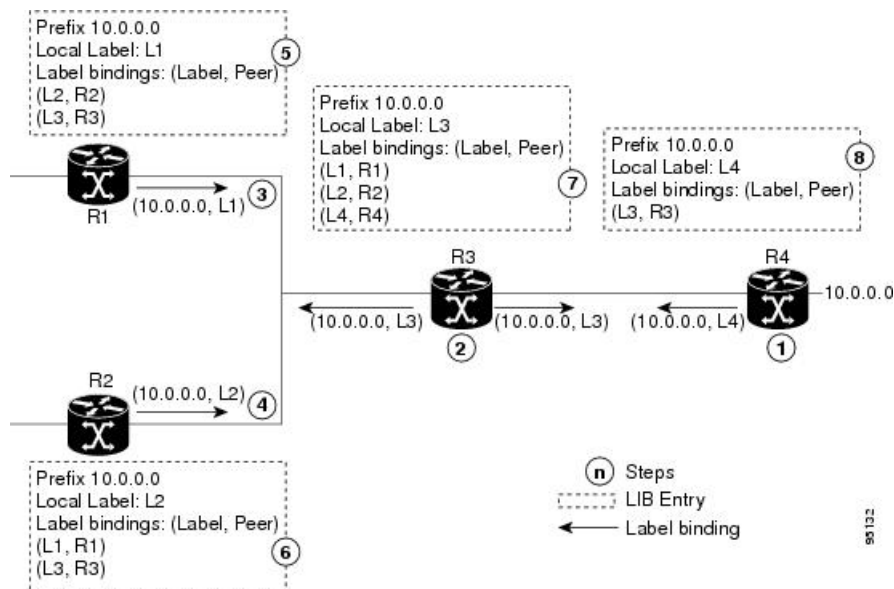 Prefix 10.0.0.0
Local Label: L1
Label bindings: (Label, Peer)
(L2, R2)
(L3, R3)
5
Prefix 10.0.0.0
Local Label: L3
Label bindings: (Label, Peer)
(L1, R1)
(L2, R2)
(L4, R4)
7
Prefix 10.0.0.0
Local Label: L4
Label bindings: (Label, Peer)
(L3, R3)
8
R1
(10.0.0.0, L1)
3
R3
(10.0.0.0, L3)
(10.0.0.0, L3)
2
R4
(10.0.0.0, L4)
10.0.0.0
1
R2
(10.0.0.0, L2)
4
Prefix 10.0.0.0
Local Label: L2
Label bindings: (Label, Peer)
(L1, R1)
(L3, R3)
6
n Steps
LIB Entry
Label binding